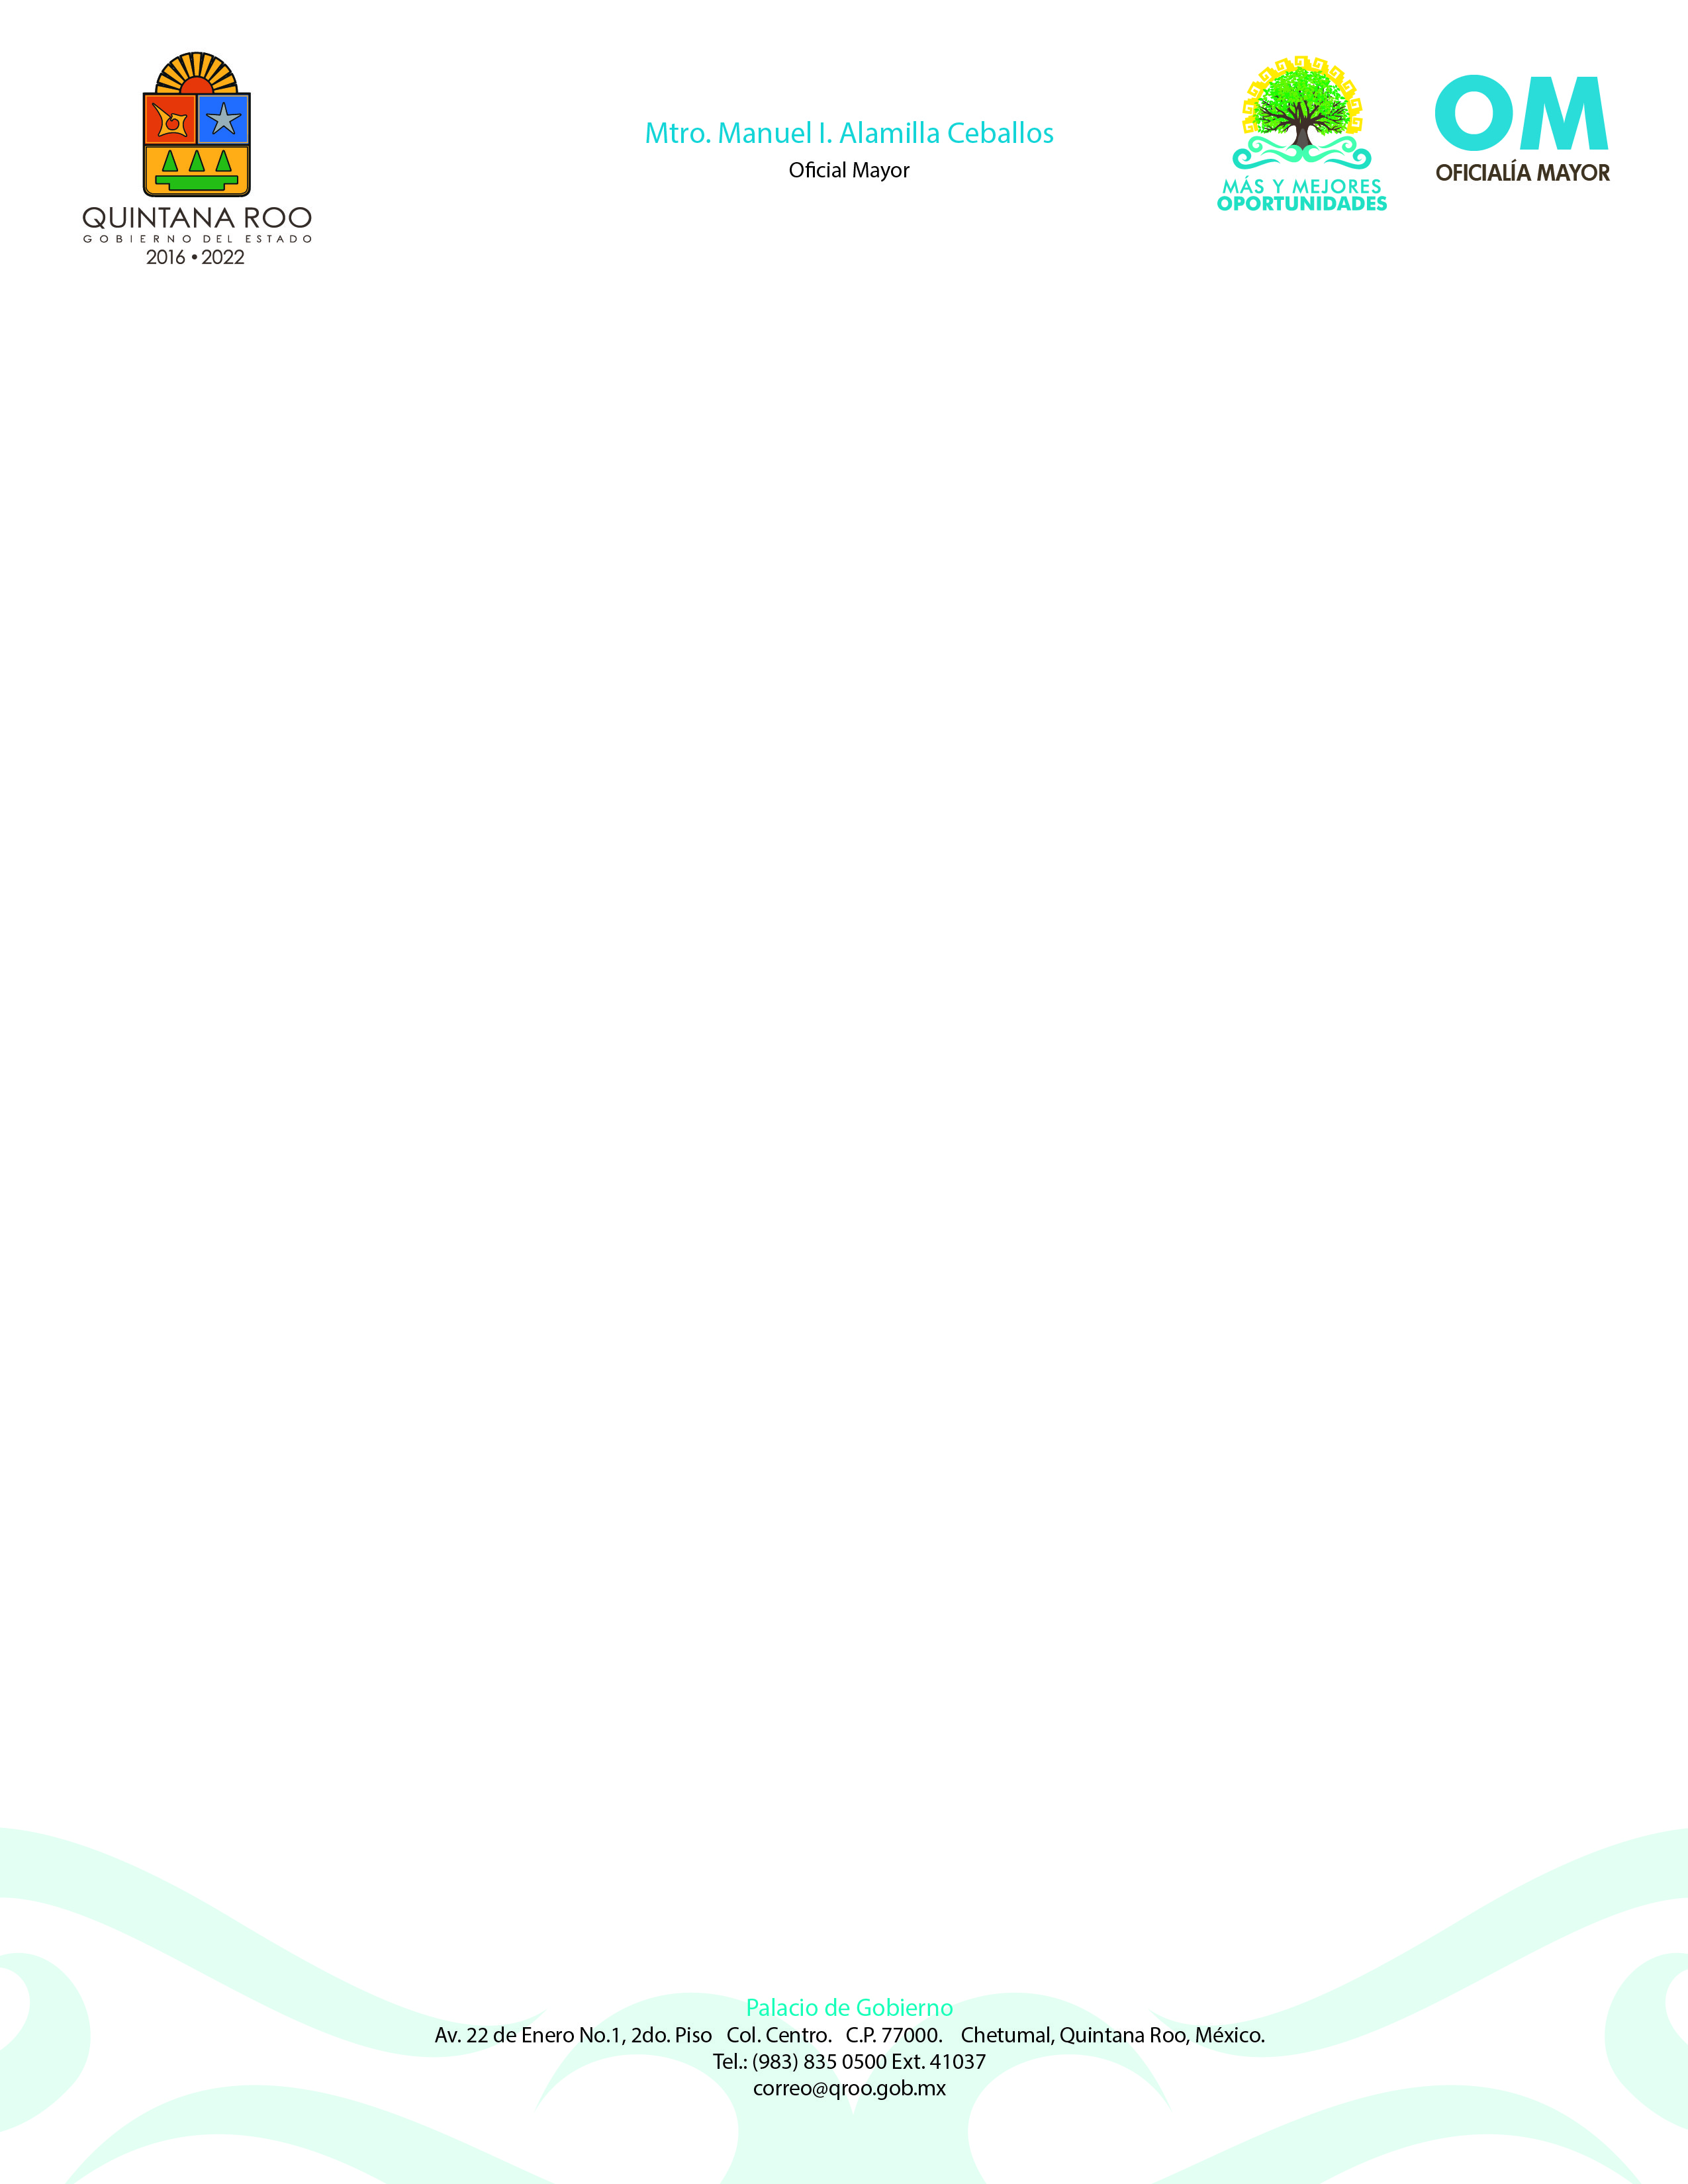 QUINTANA ROO
GOBIERNO DEL ESTADO
2016 • 2022
Mtro. Manuel I. Alamilla Ceballos
Oficial Mayor
MÁS Y MEJORES
OPORTUNIDADES
OM
OFICIALÍA MAYOR
Palacio de Gobierno
Av. 22 de Enero No.1, 2do. Piso Col. Centro. C.P. 77000. Chetumal, Quintana Roo, México.
Tel.: (983) 835 0500 Ext. 41037
correo@qroo.gob.mx